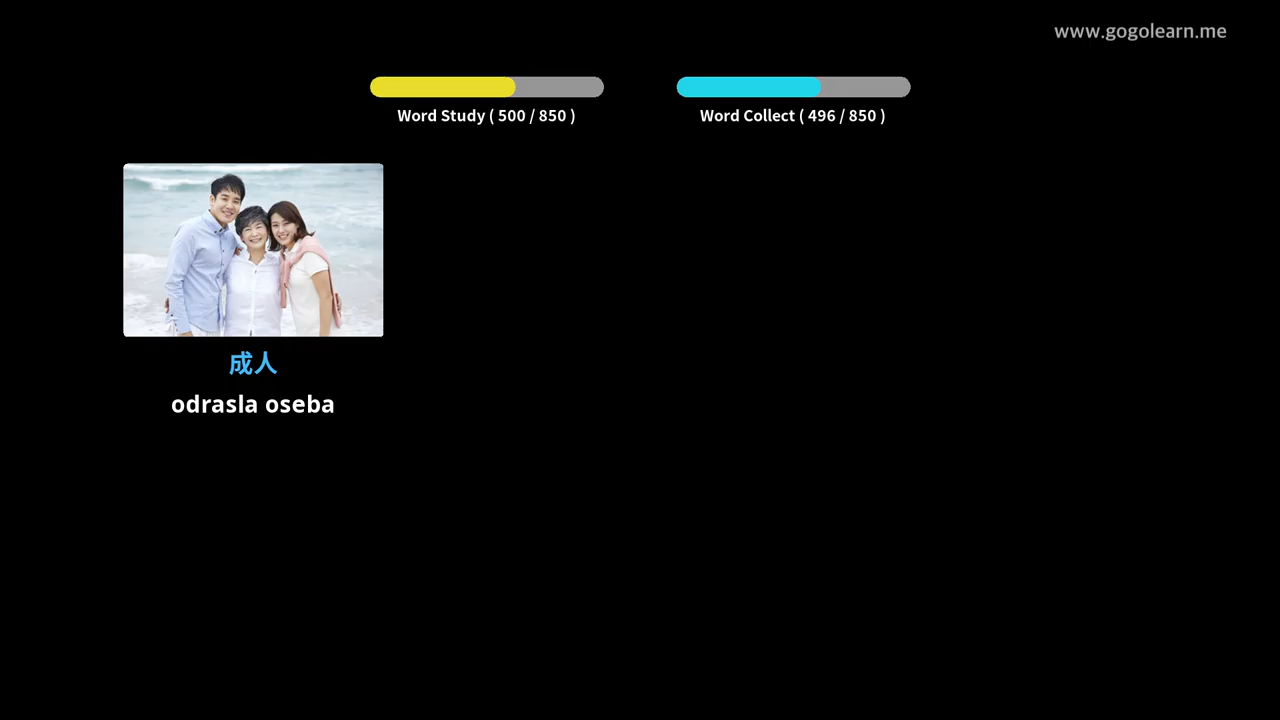 www.gogolearn.me
Word Study ( 500 / 850 )
Word Collect ( 496 / 850 )
成人
odrasla oseba